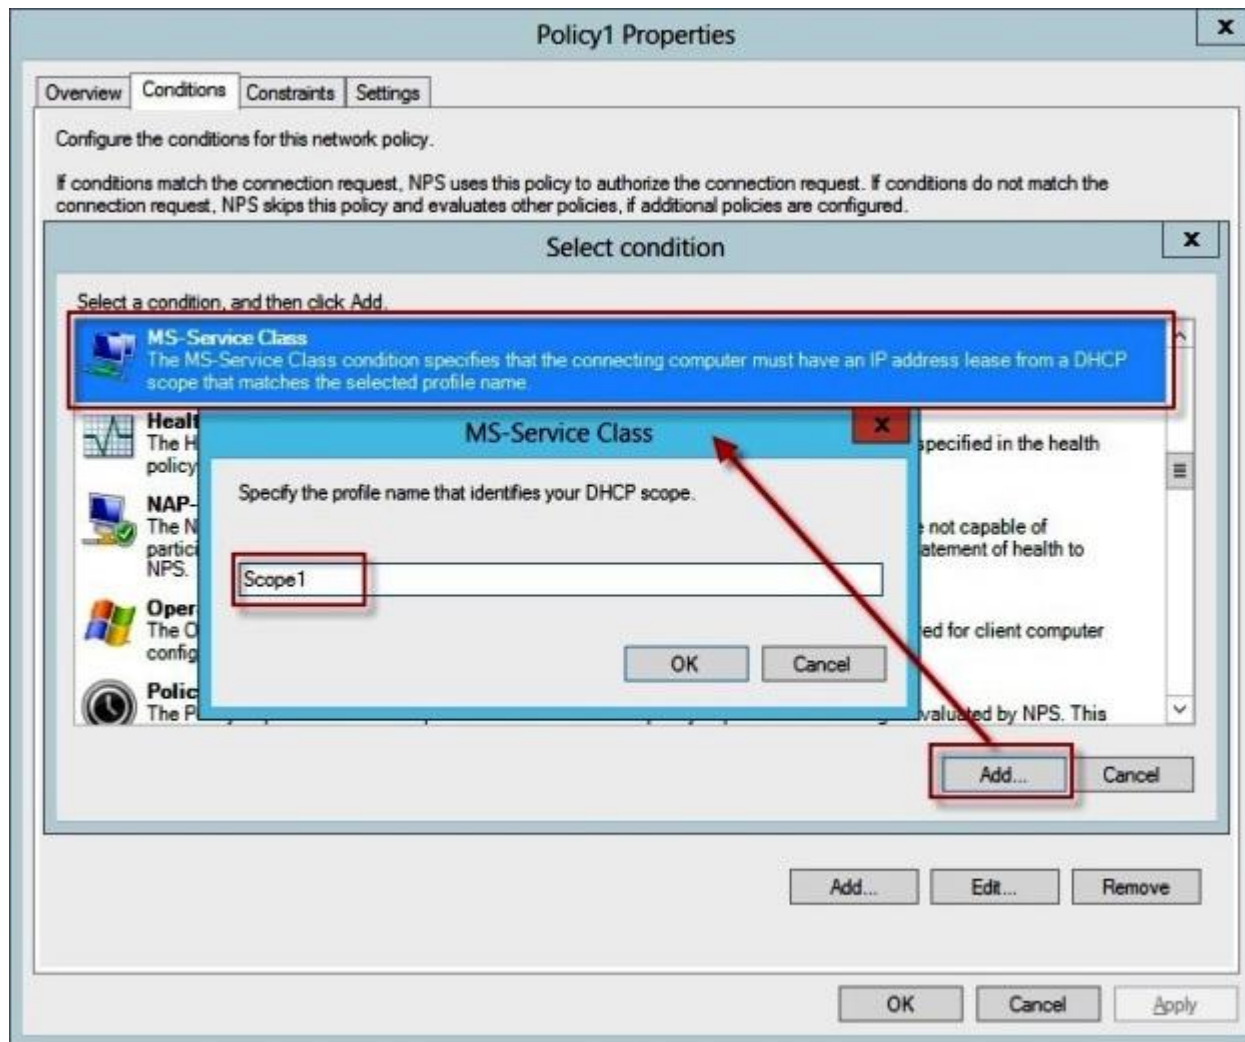 Policy1 Properties
x
Overview Conditions Constraints Settings
Configure the conditions for this network policy.
If conditions match the connection request, NPS uses this policy to authorize the connection request. If conditions do not match the
connection request, NPS skips this policy and evaluates other policies, if additional policies are configured.
Select condition
x
Select a condition, and then click Add.
MS-Service Class
The MS-Service Class condition specifies that the connecting computer must have an IP address lease from a DHCP
scope that matches the selected profile name.
Healt
The H
specified in the health
policy
MS-Service Class
x
Specify the profile name that identifies your DHCP scope.
Scope1
OK Cancel
NAP-
The N
not capable of
partici
atement of health to
NPS.
Oper
The O
ed for client computer
config
Polic
The P
valuated by NPS. This
Add... Cancel
Add... Edit... Remove
OK Cancel Apply